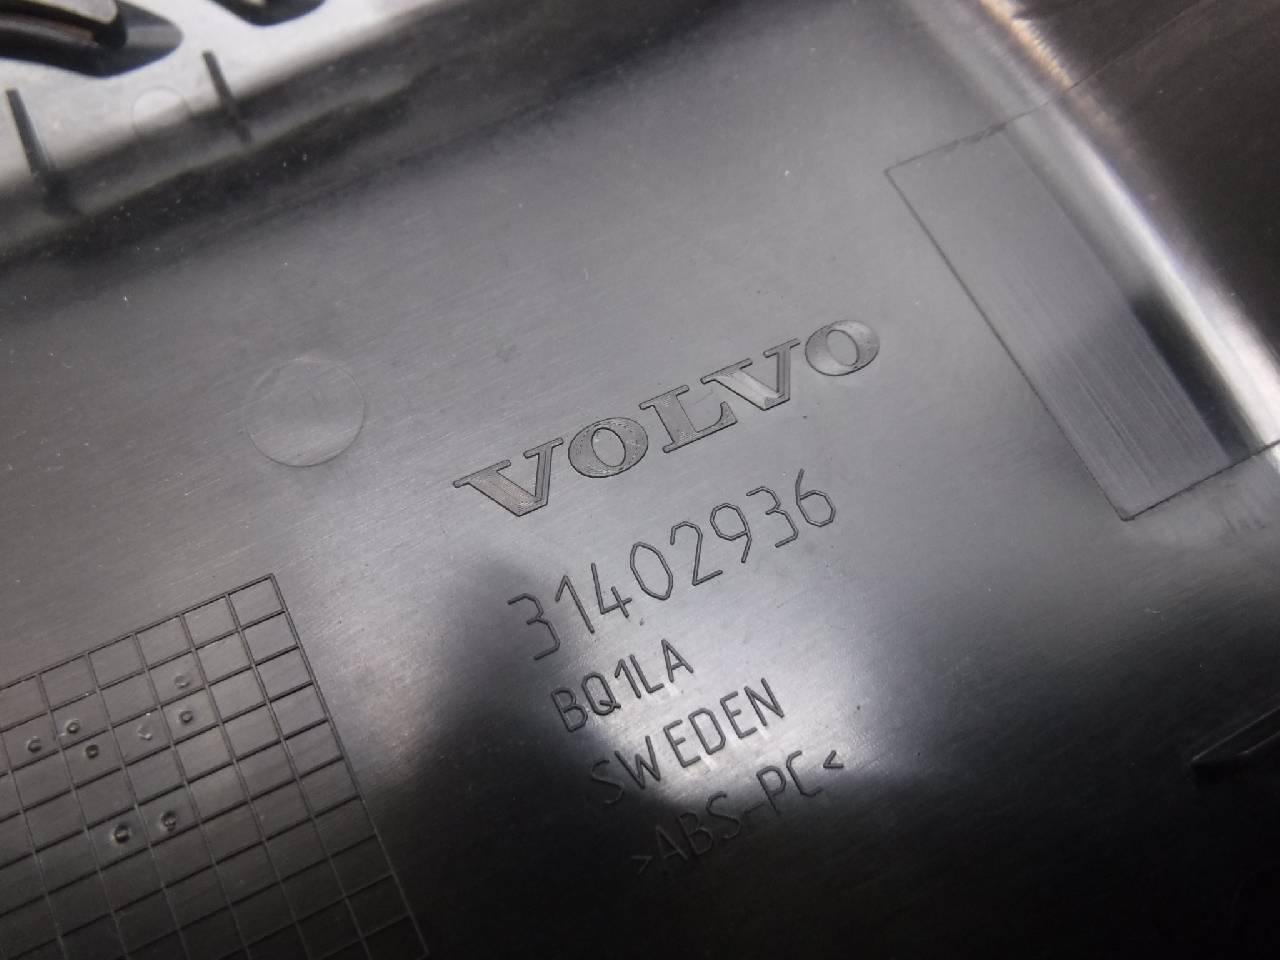 VOLVO
31402936
BQ1LA
SWEDEN
>ABS-PC<